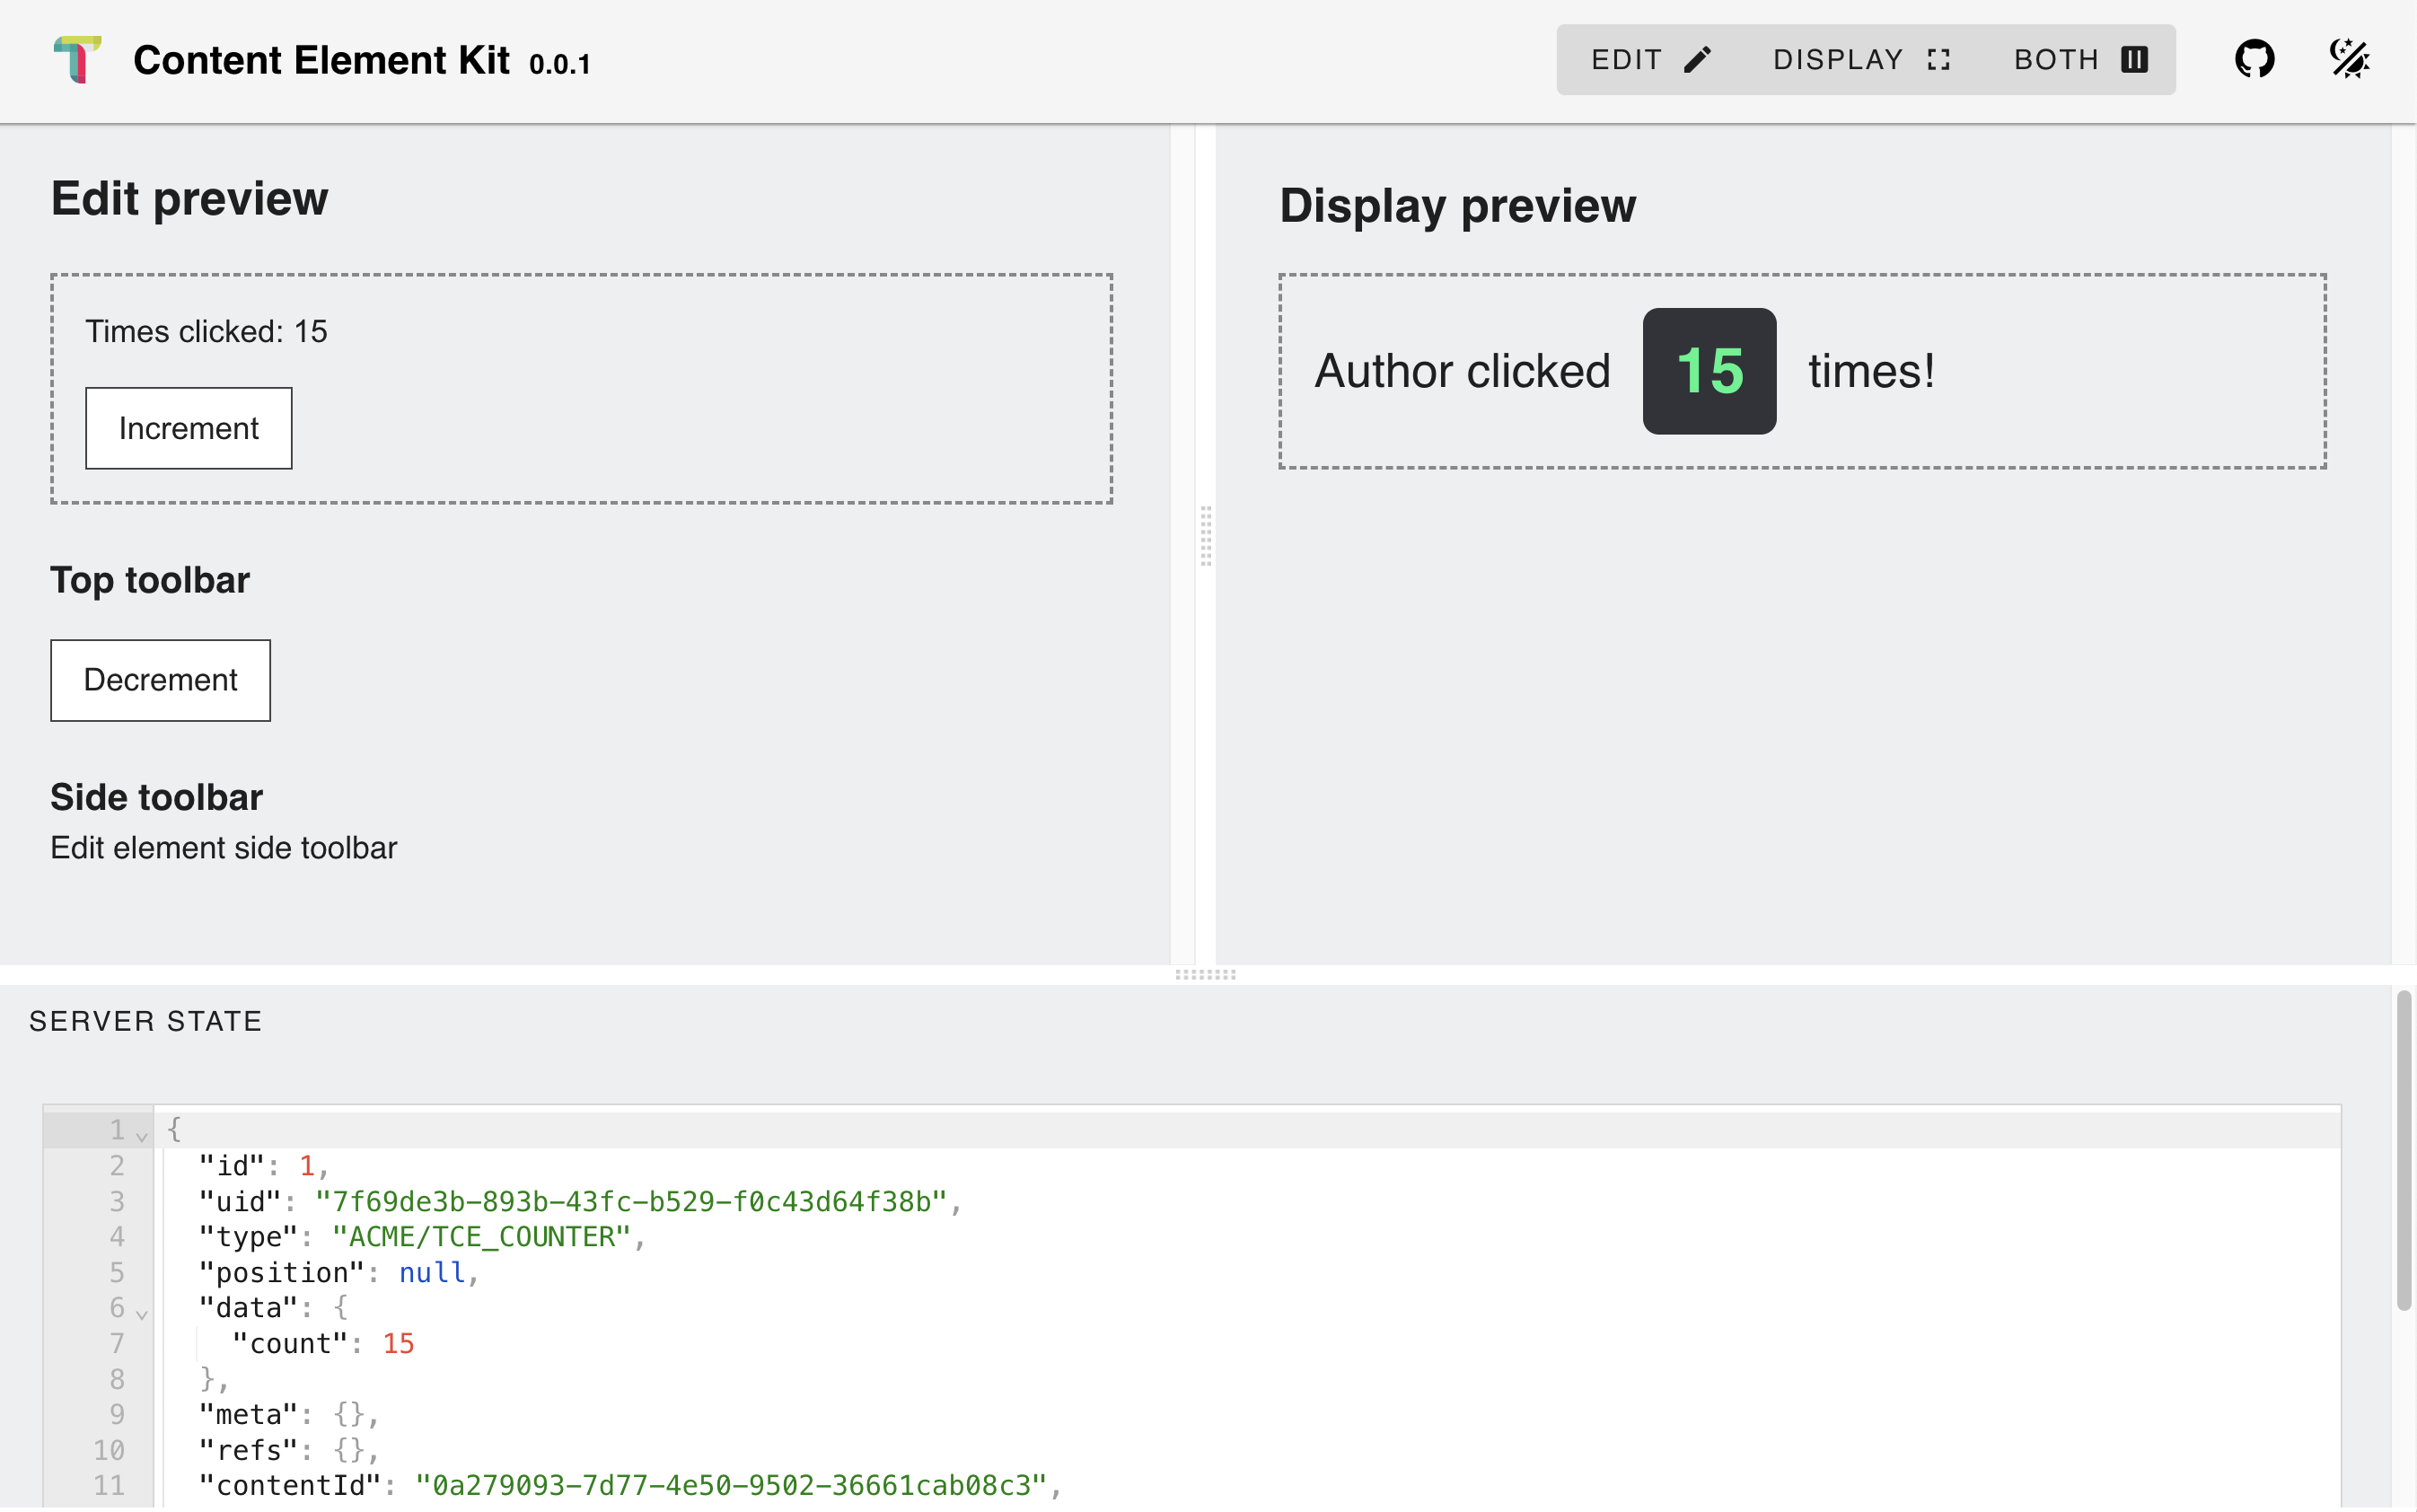 Content Element Kit 0.0.1
EDIT DISPLAY BOTH
Edit preview
Times clicked: 15
Increment
Top toolbar
Decrement
Side toolbar
Edit element side toolbar
Display preview
Author clicked 15 times!
SERVER STATE
1 {
2 "id": 1,
3 "uid": "7f69de3b-893b-43fc-b529-f0c43d64f38b",
4 "type": "ACME/TCE_COUNTER",
5 "position": null,
6 "data": {
7 "count": 15
8 },
9 "meta": {},
10 "refs": {},
11 "contentId": "0a279093-7d77-4e50-9502-36661cab08c3",